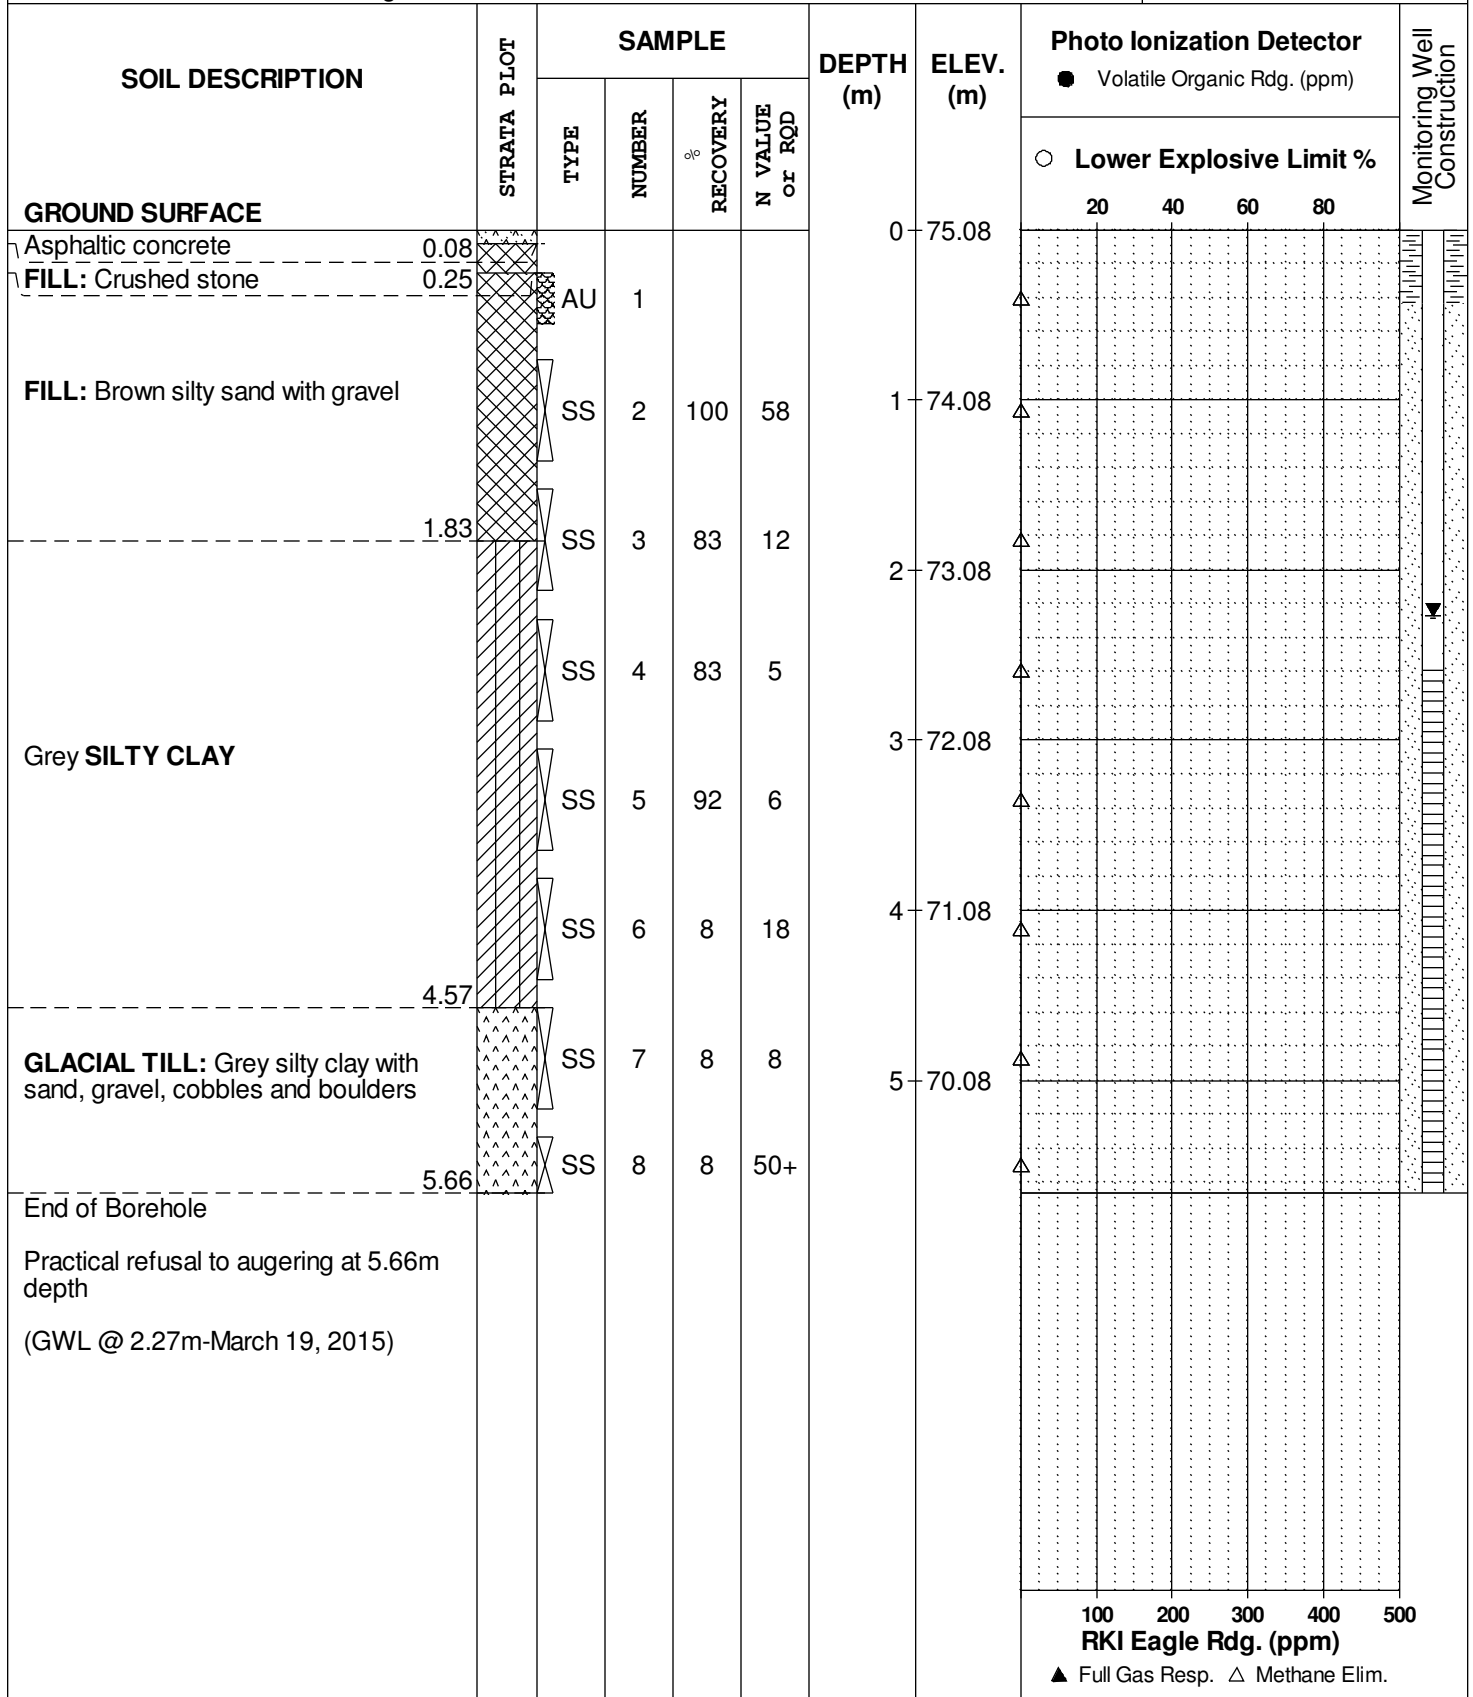 SOIL DESCRIPTION
STRATA PLOT
SAMPLE
TYPE
NUMBER
% RECOVERY
N VALUE or RQD
DEPTH (m)
ELEV. (m)
Photo Ionization Detector
● Volatile Organic Rdg. (ppm)
○ Lower Explosive Limit %
20 40 60 80
Monitoring Well Construction
GROUND SURFACE
0 75.08
Asphaltic concrete 0.08
FILL: Crushed stone 0.25
AU 1
FILL: Brown silty sand with gravel
1 74.08
SS 2 100 58
1.83
SS 3 83 12
2 73.08
SS 4 83 5
3 72.08
Grey SILTY CLAY
SS 5 92 6
4 71.08
SS 6 8 18
4.57
GLACIAL TILL: Grey silty clay with
sand, gravel, cobbles and boulders
SS 7 8 8
5 70.08
SS 8 8 50+
5.66
End of Borehole
Practical refusal to augering at 5.66m
depth
(GWL @ 2.27m-March 19, 2015)
100 200 300 400 500
RKI Eagle Rdg. (ppm)
▲ Full Gas Resp. △ Methane Elim.